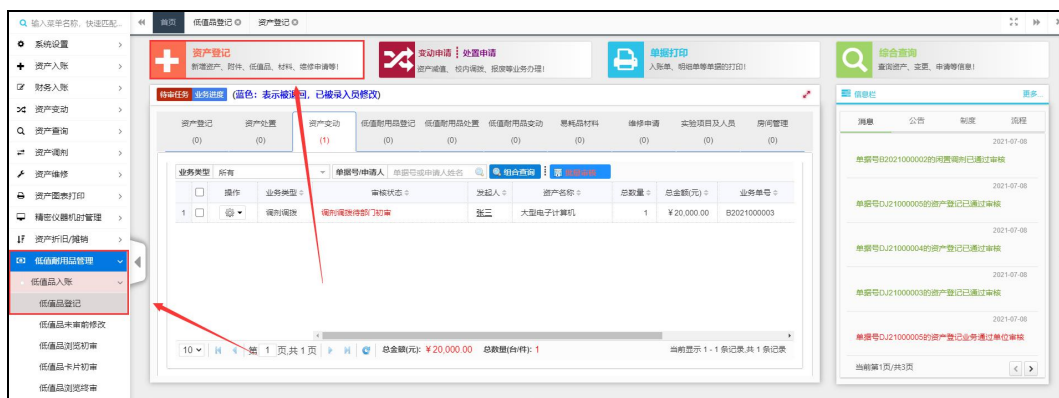 输入菜单名称，快速匹配...
首页 低值品登记 资产登记
系统设置
资产入账
财务入账
资产变动
资产查询
资产调剂
资产维修
资产图表打印
精密仪器机时管理
资产折旧/摊销
低值耐用品管理
低值品入账
低值品登记
低值品未审前修改
低值品浏览初审
低值品卡片初审
低值品浏览终审
资产登记
新增资产、附件、低值品、材料、维修申请等!
变动申请 处置申请
资产减值、校内调拨、报废等业务办理!
单据打印
入账单、明细单等单据的打印!
综合查询
查询资产、变更、申请等信息!
待审任务 业务进度 (蓝色：表示被退回，已被录入员修改)
资产登记 资产处置 资产变动 低值耐用品登记 低值耐用品处置 低值耐用品变动 易耗品材料 维修申请 实验项目及人员 房间管理
(0) (0) (1) (0) (0) (0) (0) (0) (0) (0)
业务类型 所有 单据号/申请人 单据号或申请人姓名 组合查询
操作 业务类型 审核状态 发起人 资产名称 总数量 总金额(元) 业务单号
1 调剂调拨 调剂调拨待部门初审 张三 大型电子计算机 1 ￥20,000.00 B2021000003
10 第 1 页,共1页 总金额(元): ￥20,000.00 总数量(台/件): 1 当前显示 1 - 1 条记录,共 1 条记录
信息栏 更多...
消息 公告 制度 流程
2021-07-08
单据号B2021000002的闲置调剂已通过审核
2021-07-08
单据号DJ21000005的资产登记已通过审核
2021-07-08
单据号DJ21000004的资产登记已通过审核
2021-07-08
单据号DJ21000003的资产登记已通过审核
2021-07-08
单据号DJ21000005的资产登记业务通过单位审核
当前第1页/共3页